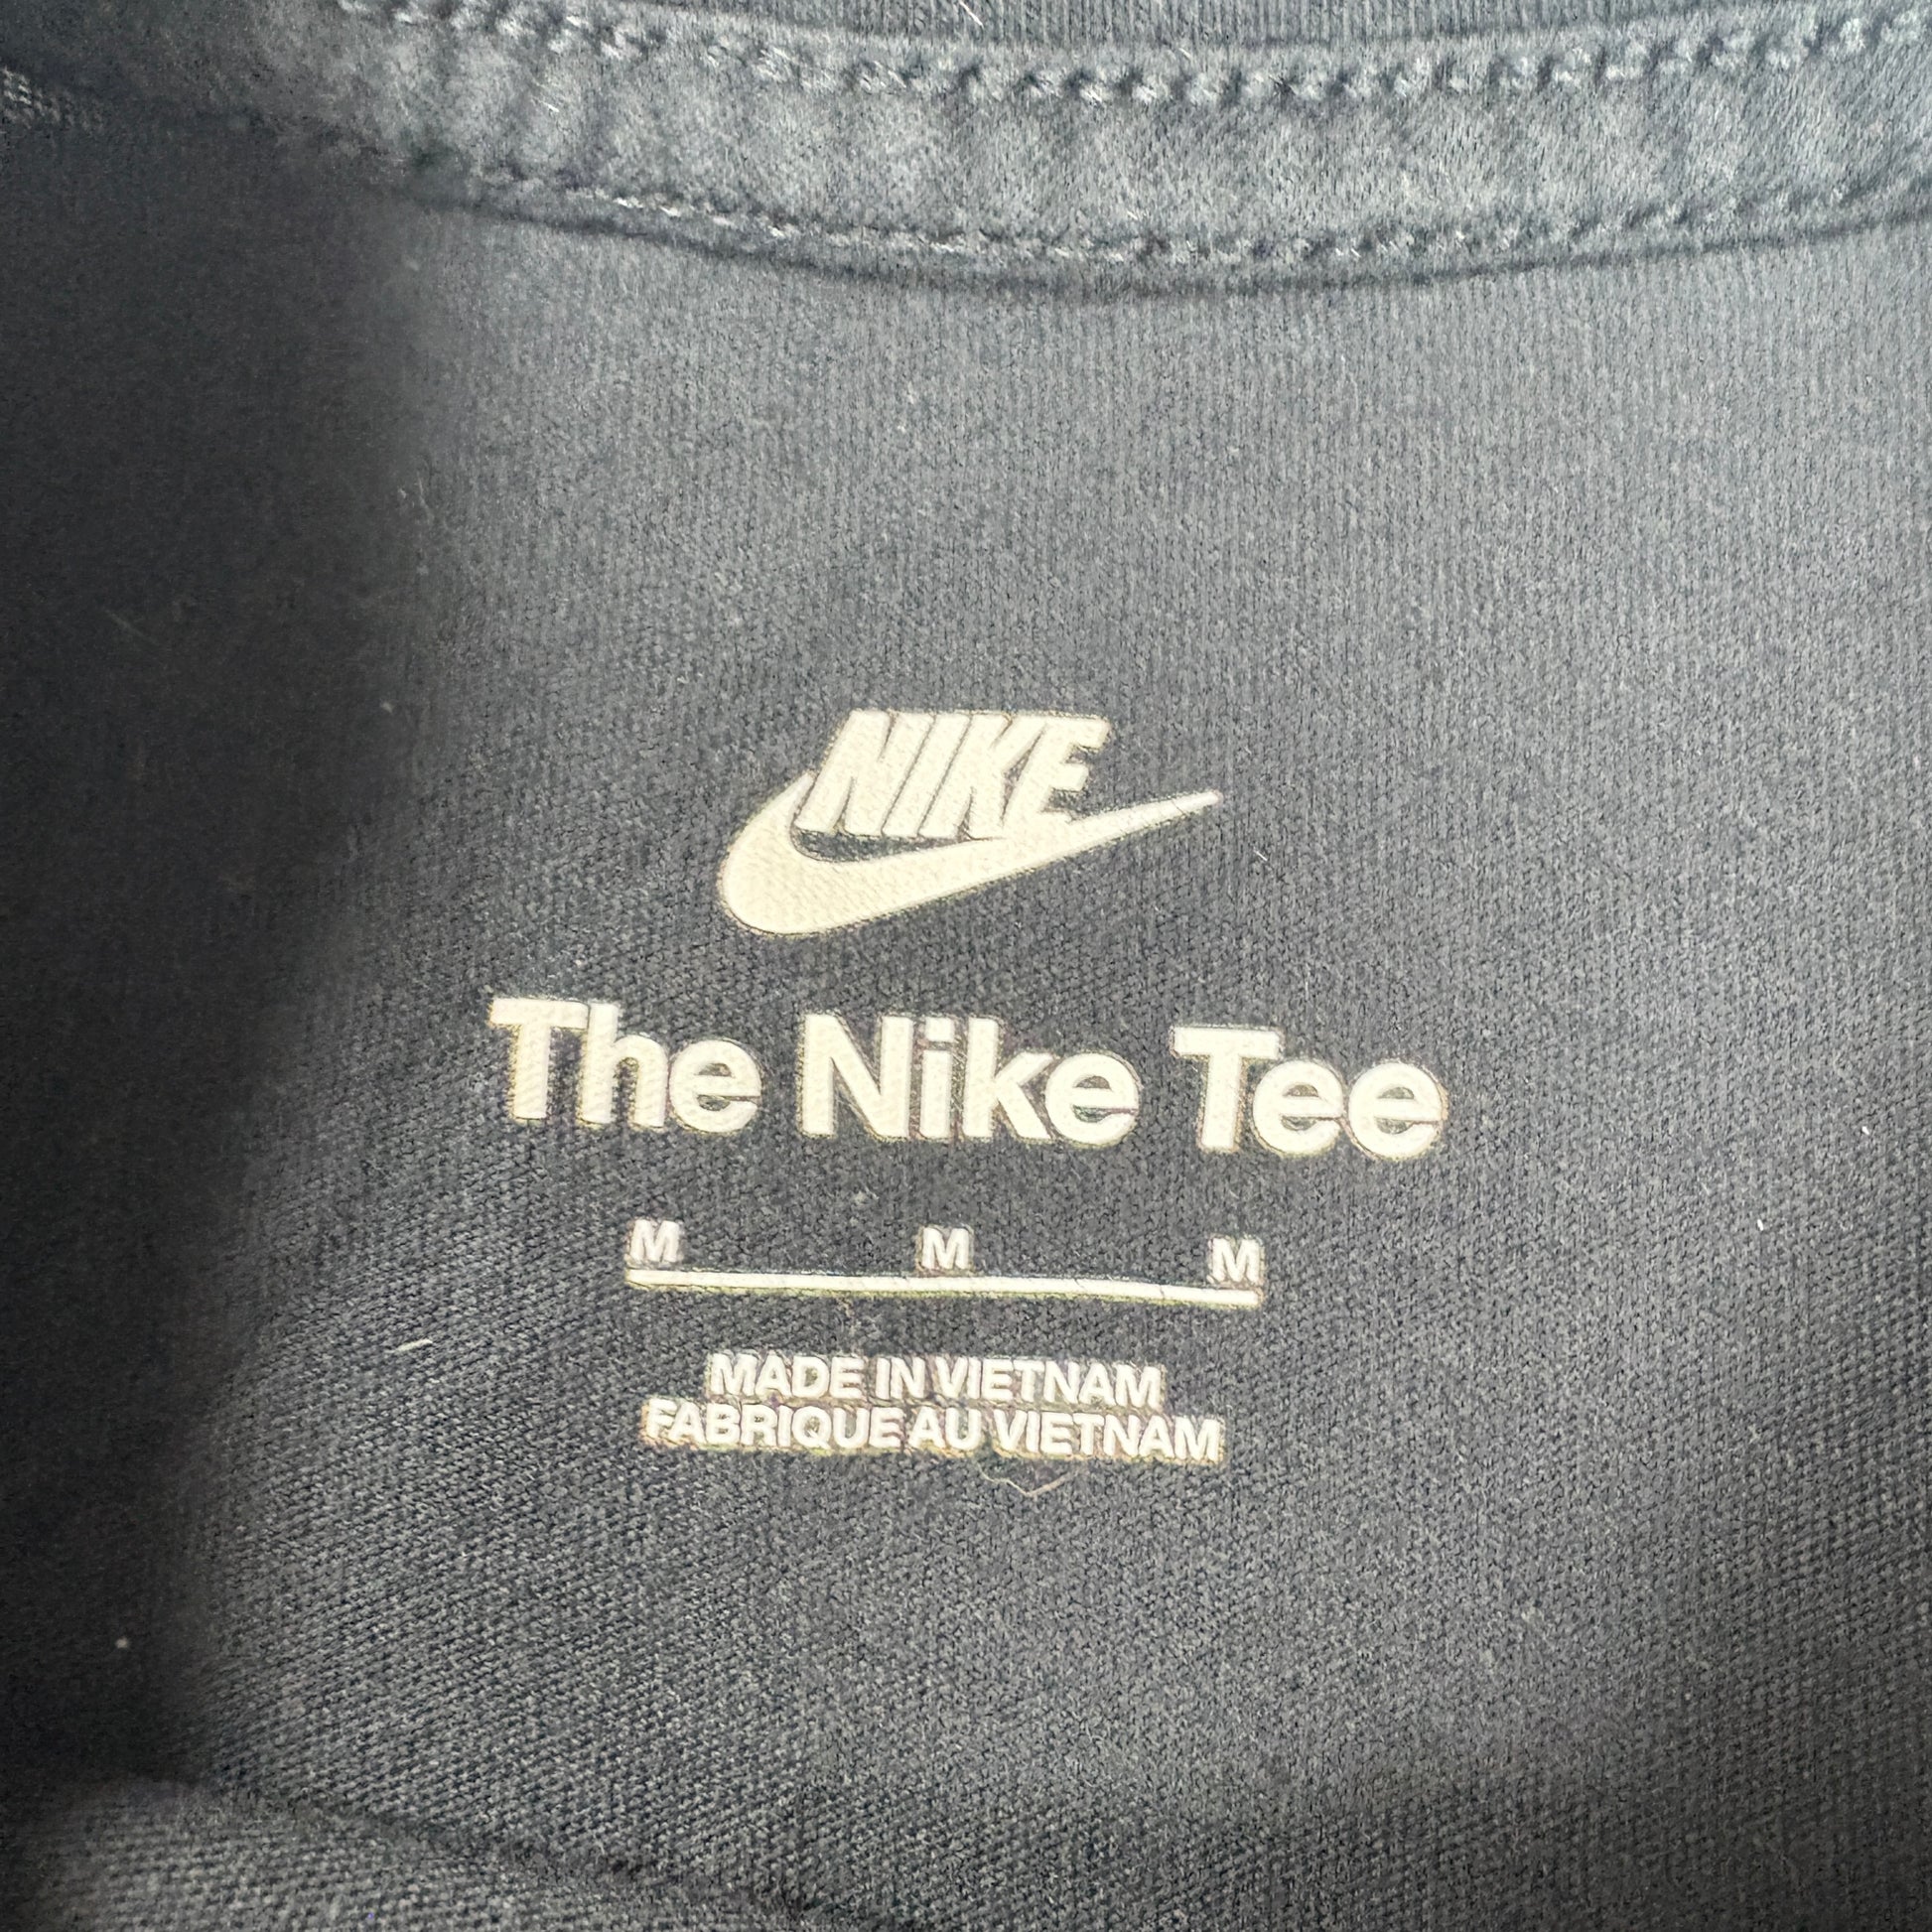 NIKE
The Nike Tee
M M M
MADE IN VIETNAM
FABRIQUE AU VIETNAM